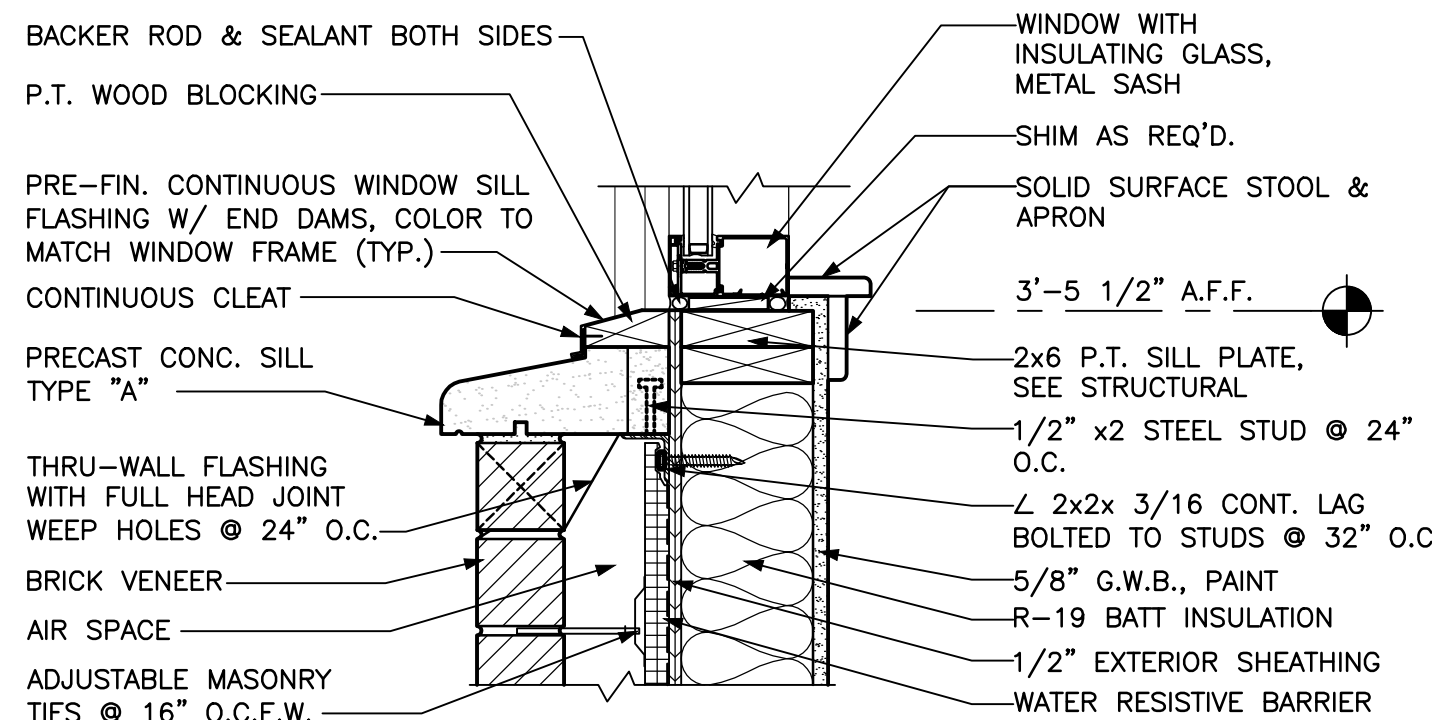 BACKER ROD & SEALANT BOTH SIDES
P.T. WOOD BLOCKING
PRE-FIN. CONTINUOUS WINDOW SILL
FLASHING W/ END DAMS, COLOR TO
MATCH WINDOW FRAME (TYP.)
CONTINUOUS CLEAT
PRECAST CONC. SILL
TYPE "A"
THRU-WALL FLASHING
WITH FULL HEAD JOINT
WEEP HOLES @ 24" O.C.
BRICK VENEER
AIR SPACE
ADJUSTABLE MASONRY
TIES @ 16" O.C.E.W.
WINDOW WITH
INSULATING GLASS,
METAL SASH
SHIM AS REQ'D.
SOLID SURFACE STOOL &
APRON
3'-5 1/2" A.F.F.
2x6 P.T. SILL PLATE,
SEE STRUCTURAL
1/2" x2 STEEL STUD @ 24"
O.C.
∠ 2x2x 3/16 CONT. LAG
BOLTED TO STUDS @ 32" O.C
5/8" G.W.B., PAINT
R-19 BATT INSULATION
1/2" EXTERIOR SHEATHING
WATER RESISTIVE BARRIER